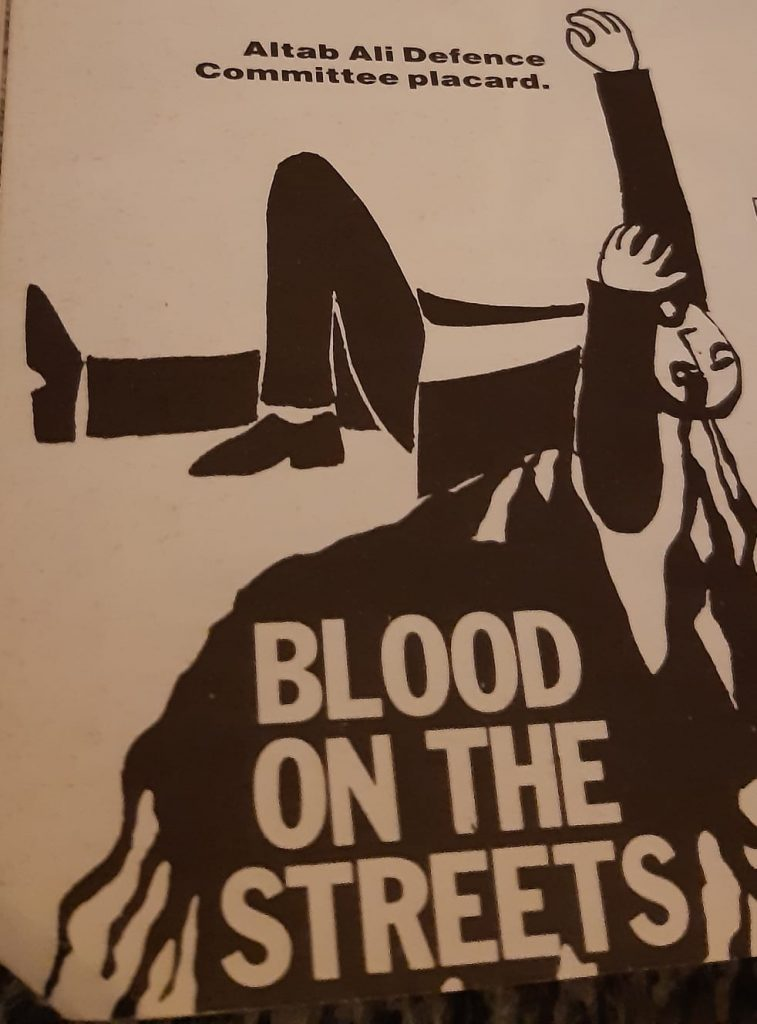 Altab Ali Defence
Committee placard.
BLOOD
ON THE
STREETS